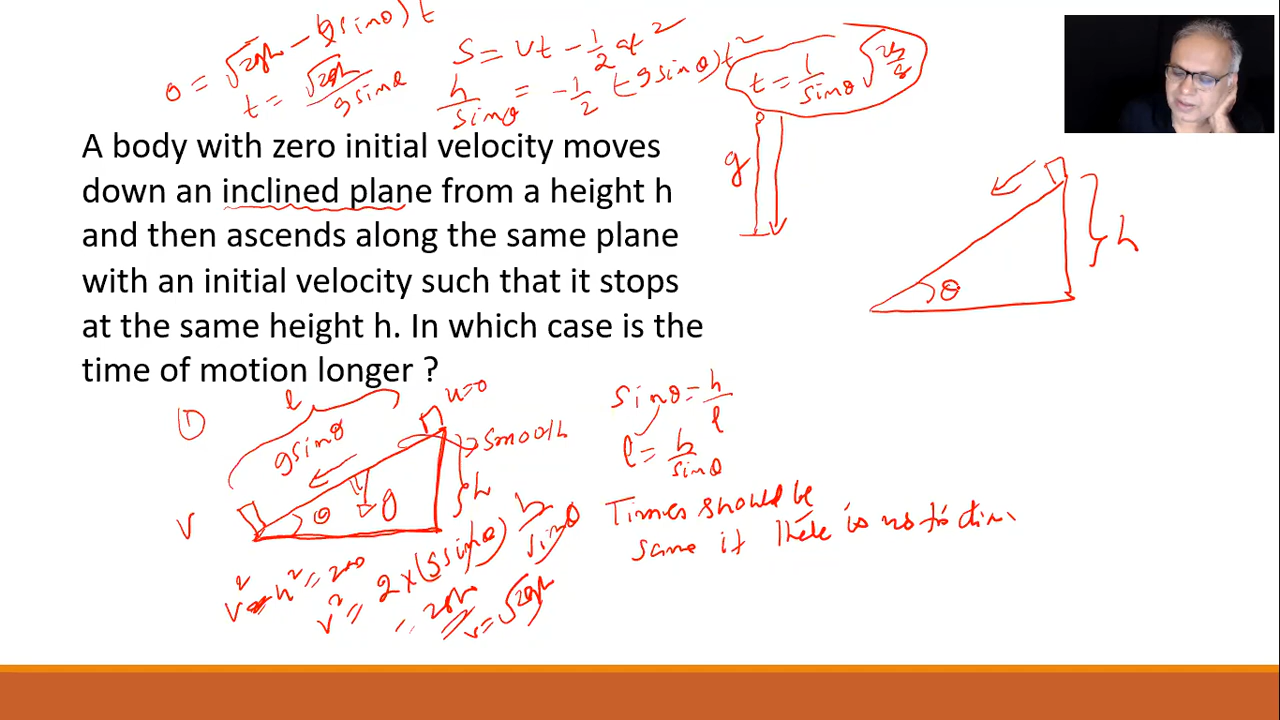 0 = √2gh − (g sinθ) t
t = √2gh / g sinθ
S = Ut − 1/2 at²
h / sinθ = −1/2 (g sinθ) t²
t = 1/sinθ √2h/g
A body with zero initial velocity moves
down an inclined plane from a height h
and then ascends along the same plane
with an initial velocity such that it stops
at the same height h. In which case is the
time of motion longer ?
g
θ
h
①
l
u=0
g sinθ
smooth
θ
g
h
V
sinθ = h/l
l = h/sinθ
Times should be
same if there is no friction
v² − u² = 2as
v² = 2×(g sinθ) h/sinθ
= 2gh
v = √2gh